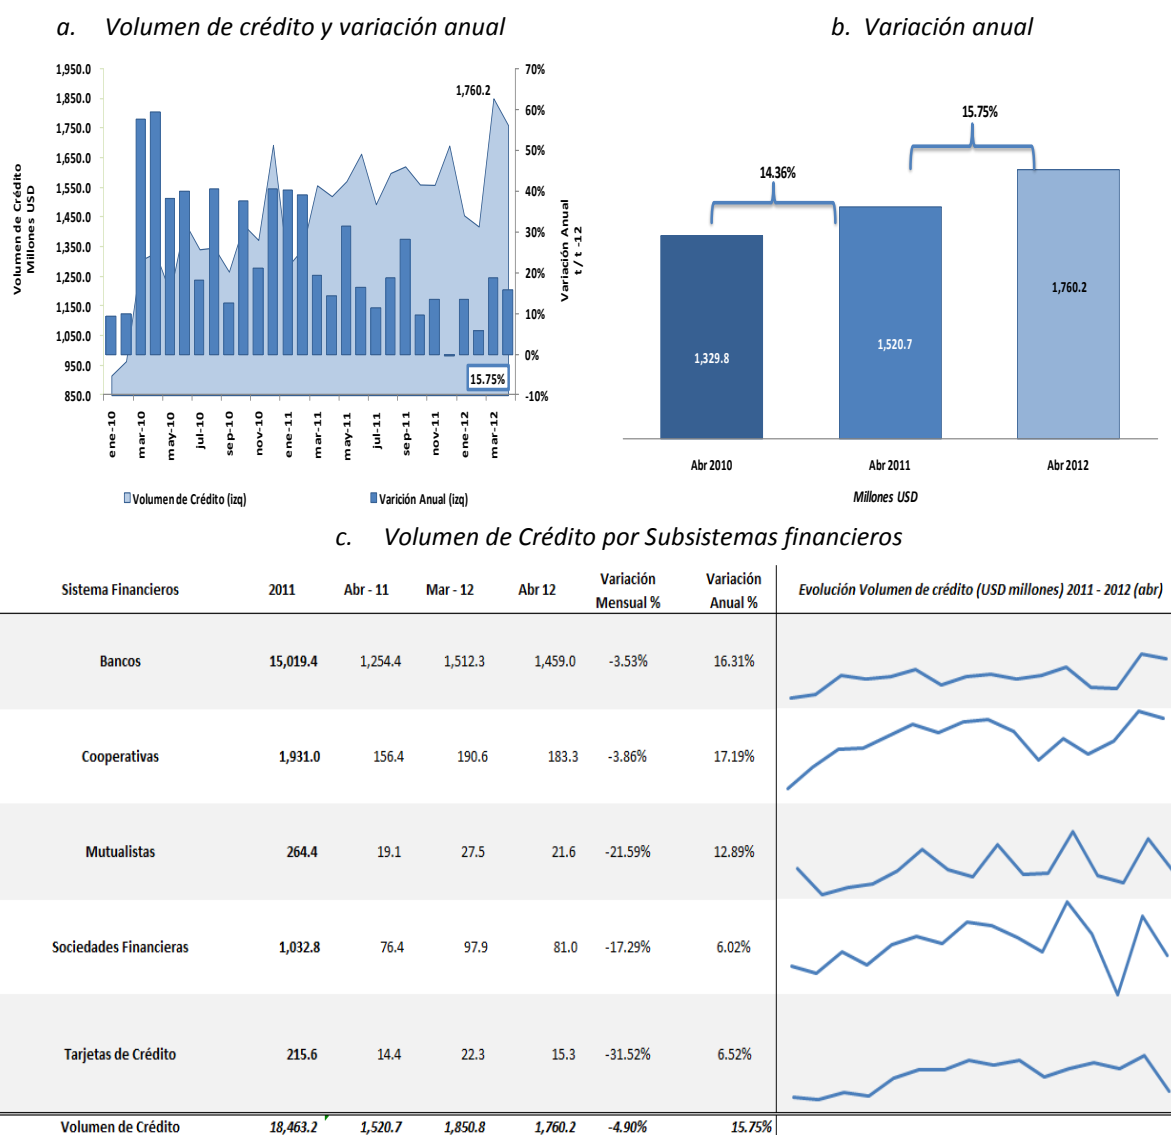 a. Volumen de crédito y variación anual
1,950.0
1,850.0
1,750.0
1,650.0
1,550.0
1,450.0
1,350.0
1,250.0
1,150.0
1,050.0
950.0
850.0
Volumen de Crédito
Millones USD
1,760.2
15.75%
70%
60%
50%
40%
30%
20%
10%
0%
-10%
Variación Anual
t / t -12
ene-10 mar-10 may-10 jul-10 sep-10 nov-10 ene-11 mar-11 may-11 jul-11 sep-11 nov-11 ene-12 mar-12
Volumen de Crédito (izq) Varición Anual (izq)
b. Variación anual
15.75%
14.36%
1,329.8 1,520.7 1,760.2
Abr 2010 Abr 2011 Abr 2012
Millones USD
c. Volumen de Crédito por Subsistemas financieros
Sistema Financieros 2011 Abr - 11 Mar - 12 Abr 12 Variación Mensual % Variación Anual % Evolución Volumen de crédito (USD millones) 2011 - 2012 (abr)
Bancos 15,019.4 1,254.4 1,512.3 1,459.0 -3.53% 16.31%
Cooperativas 1,931.0 156.4 190.6 183.3 -3.86% 17.19%
Mutualistas 264.4 19.1 27.5 21.6 -21.59% 12.89%
Sociedades Financieras 1,032.8 76.4 97.9 81.0 -17.29% 6.02%
Tarjetas de Crédito 215.6 14.4 22.3 15.3 -31.52% 6.52%
Volumen de Crédito 18,463.2 1,520.7 1,850.8 1,760.2 -4.90% 15.75%